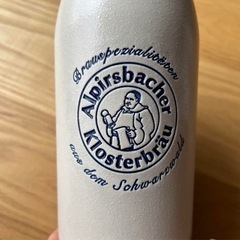 Brauspezialitäten
Alpirsbacher
Klosterbräu
aus dem Schwarzwald